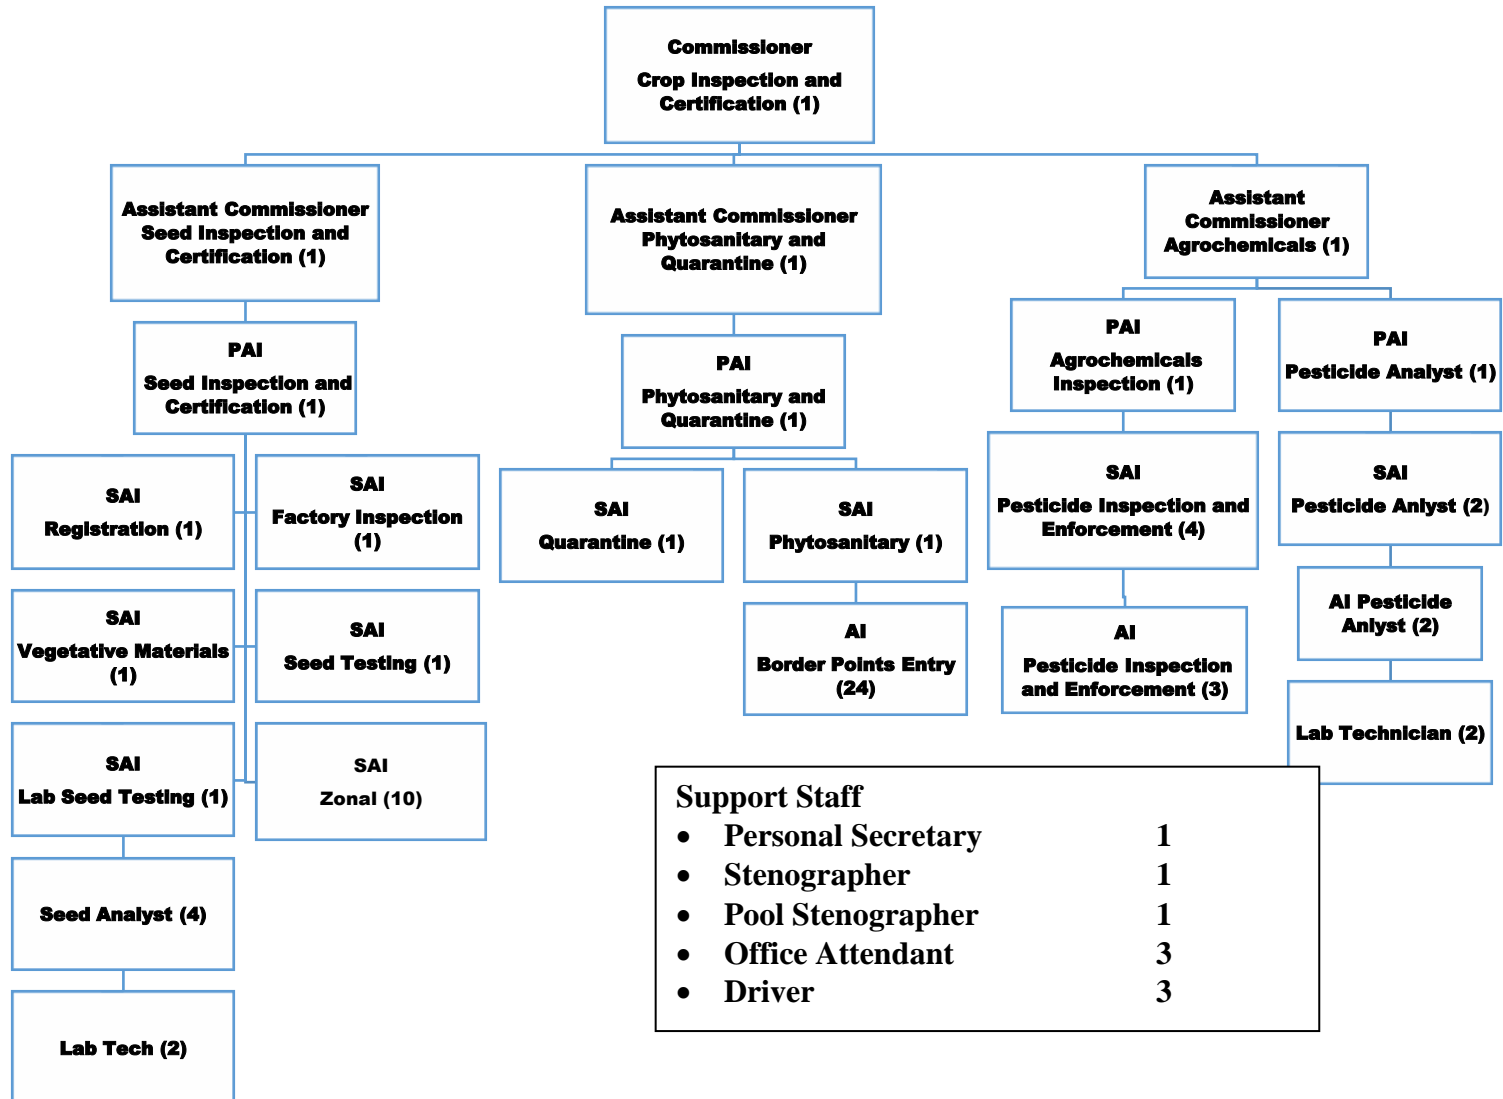 Commissioner
Crop Inspection and
Certification (1)
Assistant Commissioner
Seed Inspection and
Certification (1)
Assistant Commissioner
Phytosanitary and
Quarantine (1)
Assistant
Commissioner
Agrochemicals (1)
PAI
Seed Inspection and
Certification (1)
PAI
Phytosanitary and
Quarantine (1)
PAI
Agrochemicals
Inspection (1)
PAI
Pesticide Analyst (1)
SAI
Registration (1)
SAI
Factory Inspection
(1)
SAI
Quarantine (1)
SAI
Phytosanitary (1)
SAI
Pesticide Inspection and
Enforcement (4)
SAI
Pesticide Anlyst (2)
SAI
Vegetative Materials
(1)
SAI
Seed Testing (1)
AI
Border Points Entry
(24)
AI
Pesticide Inspection
and Enforcement (3)
AI Pesticide
Anlyst (2)
SAI
Lab Seed Testing (1)
SAI
Zonal (10)
Lab Technician (2)
Seed Analyst (4)
Lab Tech (2)
Support Staff
• Personal Secretary 1
• Stenographer 1
• Pool Stenographer 1
• Office Attendant 3
• Driver 3